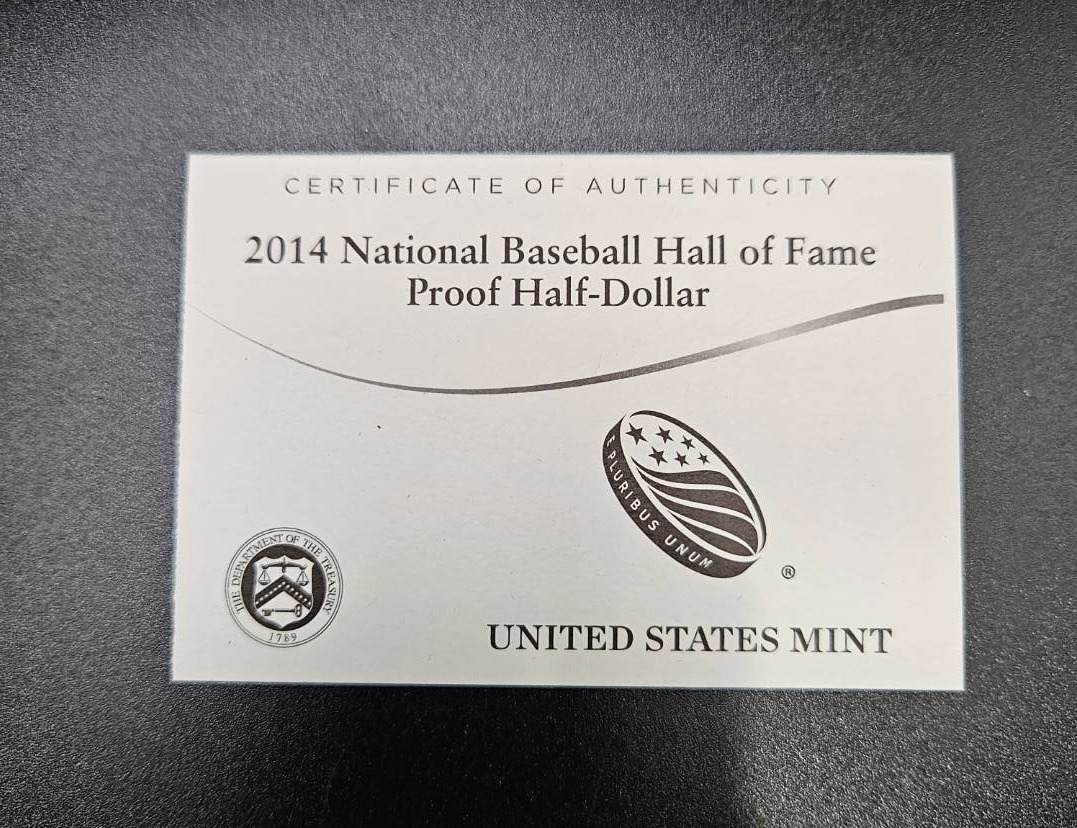 CERTIFICATE OF AUTHENTICITY
2014 National Baseball Hall of Fame
Proof Half-Dollar
E PLURIBUS UNUM
®
THE DEPARTMENT OF THE TREASURY
1789
UNITED STATES MINT